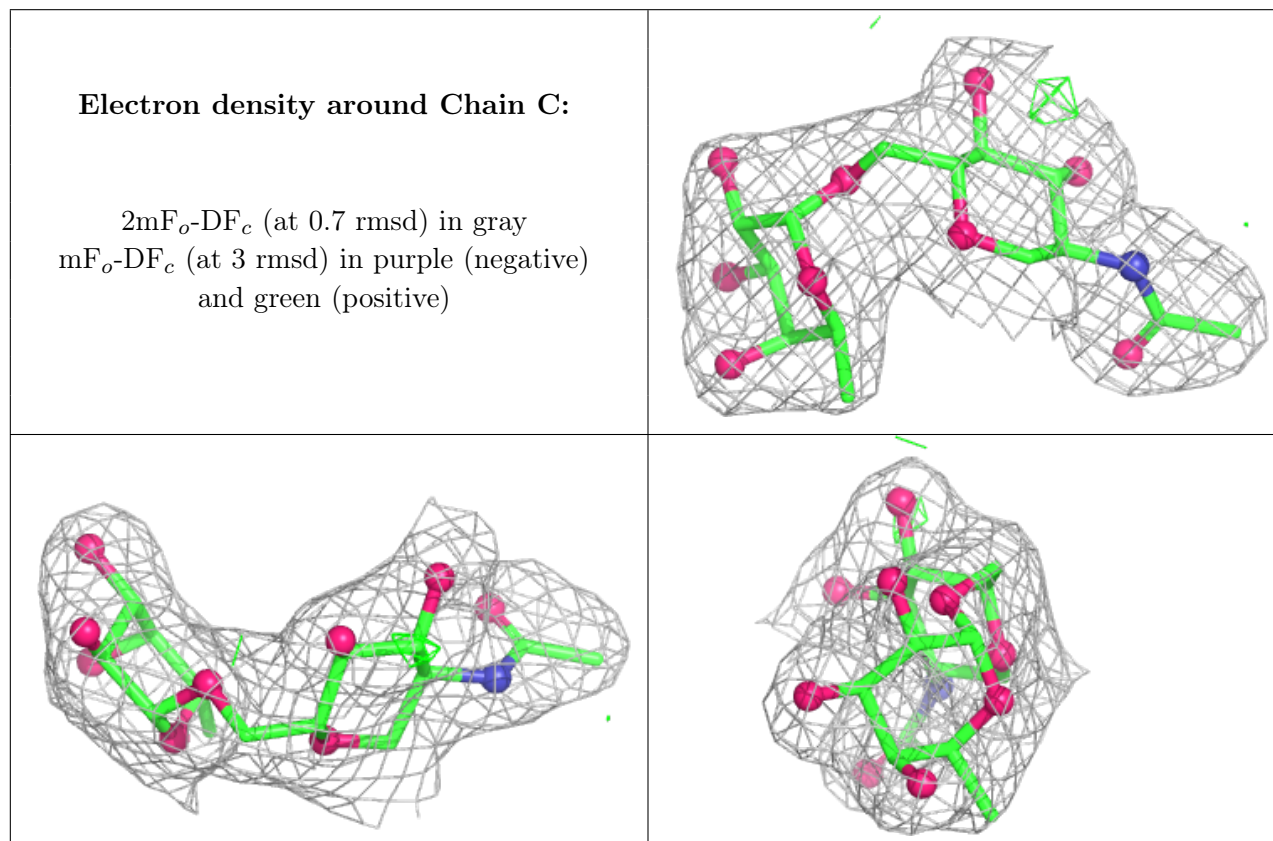 Electron density around Chain C:
2mFo-DFc (at 0.7 rmsd) in gray
mFo-DFc (at 3 rmsd) in purple (negative)
and green (positive)